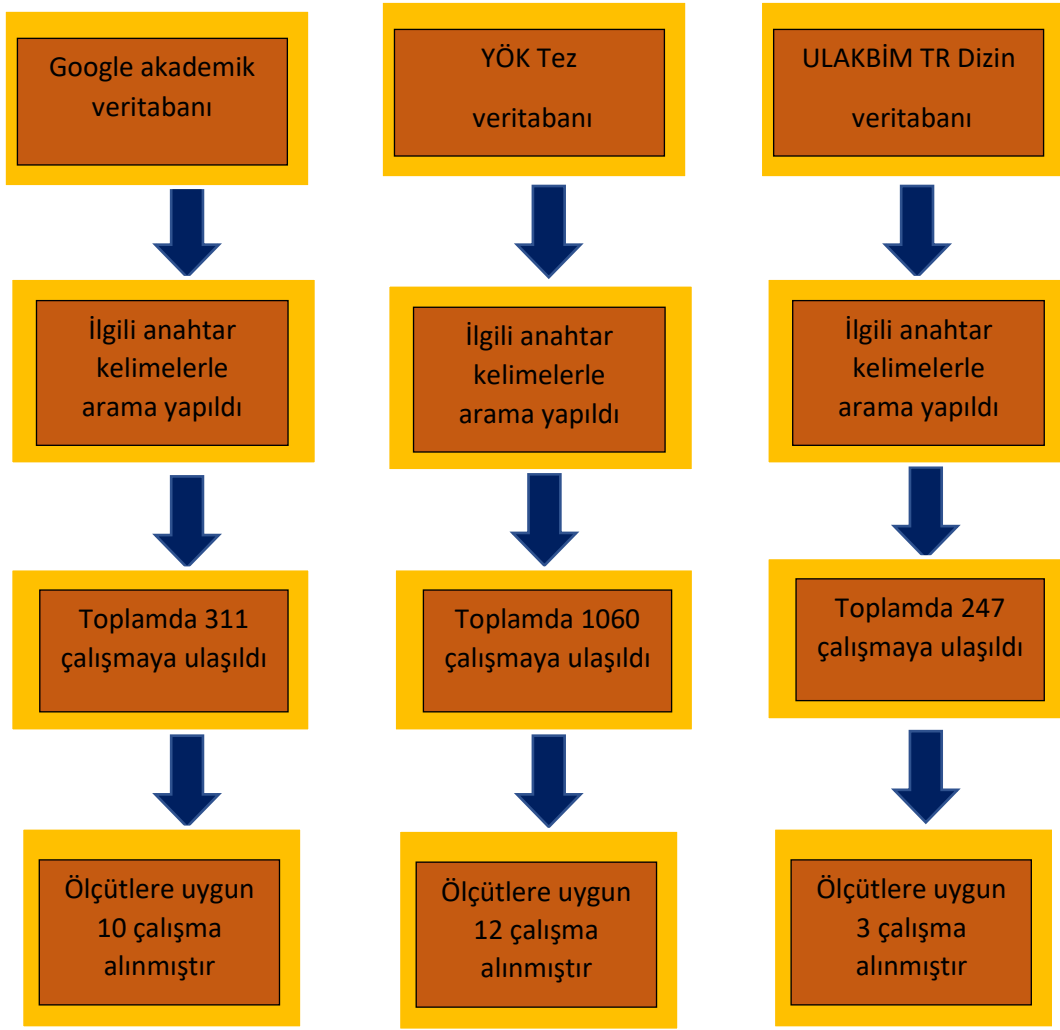 Google akademik
veritabanı
YÖK Tez
veritabanı
ULAKBİM TR Dizin
veritabanı
İlgili anahtar
kelimelerle
arama yapıldı
İlgili anahtar
kelimelerle
arama yapıldı
İlgili anahtar
kelimelerle
arama yapıldı
Toplamda 311
çalışmaya ulaşıldı
Toplamda 1060
çalışmaya ulaşıldı
Toplamda 247
çalışmaya ulaşıldı
Ölçütlere uygun
10 çalışma
alınmıştır
Ölçütlere uygun
12 çalışma
alınmıştır
Ölçütlere uygun
3 çalışma
alınmıştır